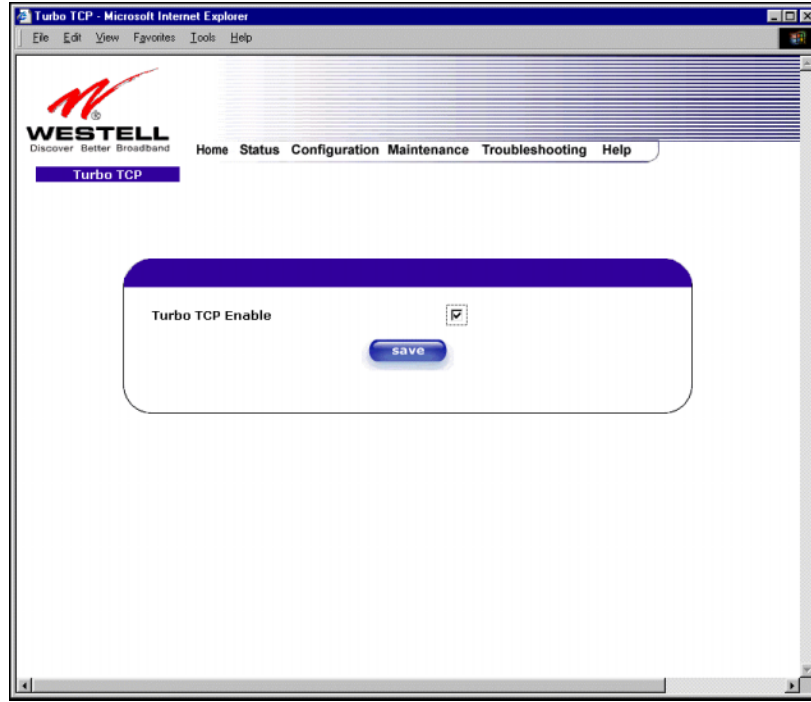 Turbo TCP - Microsoft Internet Explorer
File Edit View Favorites Tools Help
WESTELL
®
Discover Better Broadband
Home Status Configuration Maintenance Troubleshooting Help
Turbo TCP
Turbo TCP Enable
save